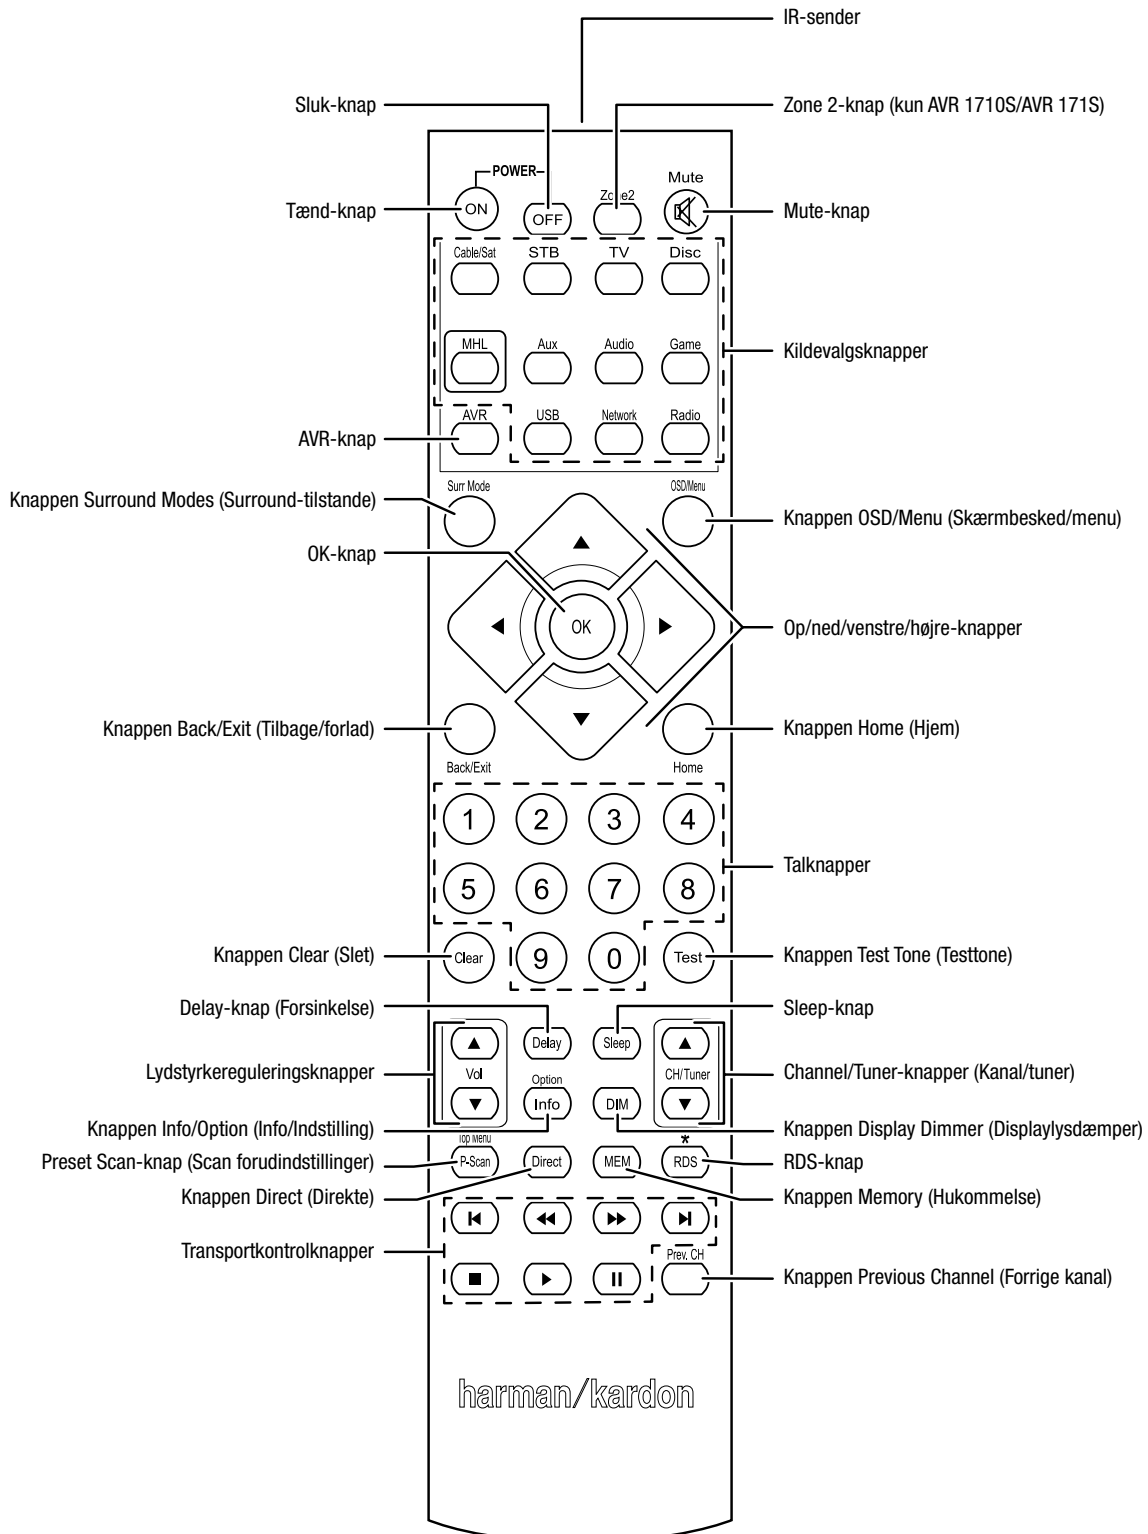 IR-sender
Sluk-knap
Zone 2-knap (kun AVR 1710S/AVR 171S)
POWER
Mute
Zone2
Tænd-knap
ON
OFF
Mute-knap
Cable/Sat STB TV Disc
MHL Aux Audio Game
Kildevalgsknapper
AVR USB Network Radio
AVR-knap
Surr Mode
OSD/Menu
Knappen Surround Modes (Surround-tilstande)
Knappen OSD/Menu (Skærmbesked/menu)
OK-knap
OK
Op/ned/venstre/højre-knapper
Knappen Back/Exit (Tilbage/forlad)
Knappen Home (Hjem)
Back/Exit
Home
1 2 3 4
Talknapper
5 6 7 8
Knappen Clear (Slet)
Clear 9 0 Test
Knappen Test Tone (Testtone)
Delay-knap (Forsinkelse)
Sleep-knap
Delay Sleep
Lydstyrkereguleringsknapper
Vol
CH/Tuner
Channel/Tuner-knapper (Kanal/tuner)
Option
Info DIM
Knappen Info/Option (Info/Indstilling)
Knappen Display Dimmer (Displaylysdæmper)
Top Menu
*
Preset Scan-knap (Scan forudindstillinger)
P-Scan Direct MEM RDS
RDS-knap
Knappen Direct (Direkte)
Knappen Memory (Hukommelse)
Transportkontrolknapper
Prev. CH
Knappen Previous Channel (Forrige kanal)
harman/kardon